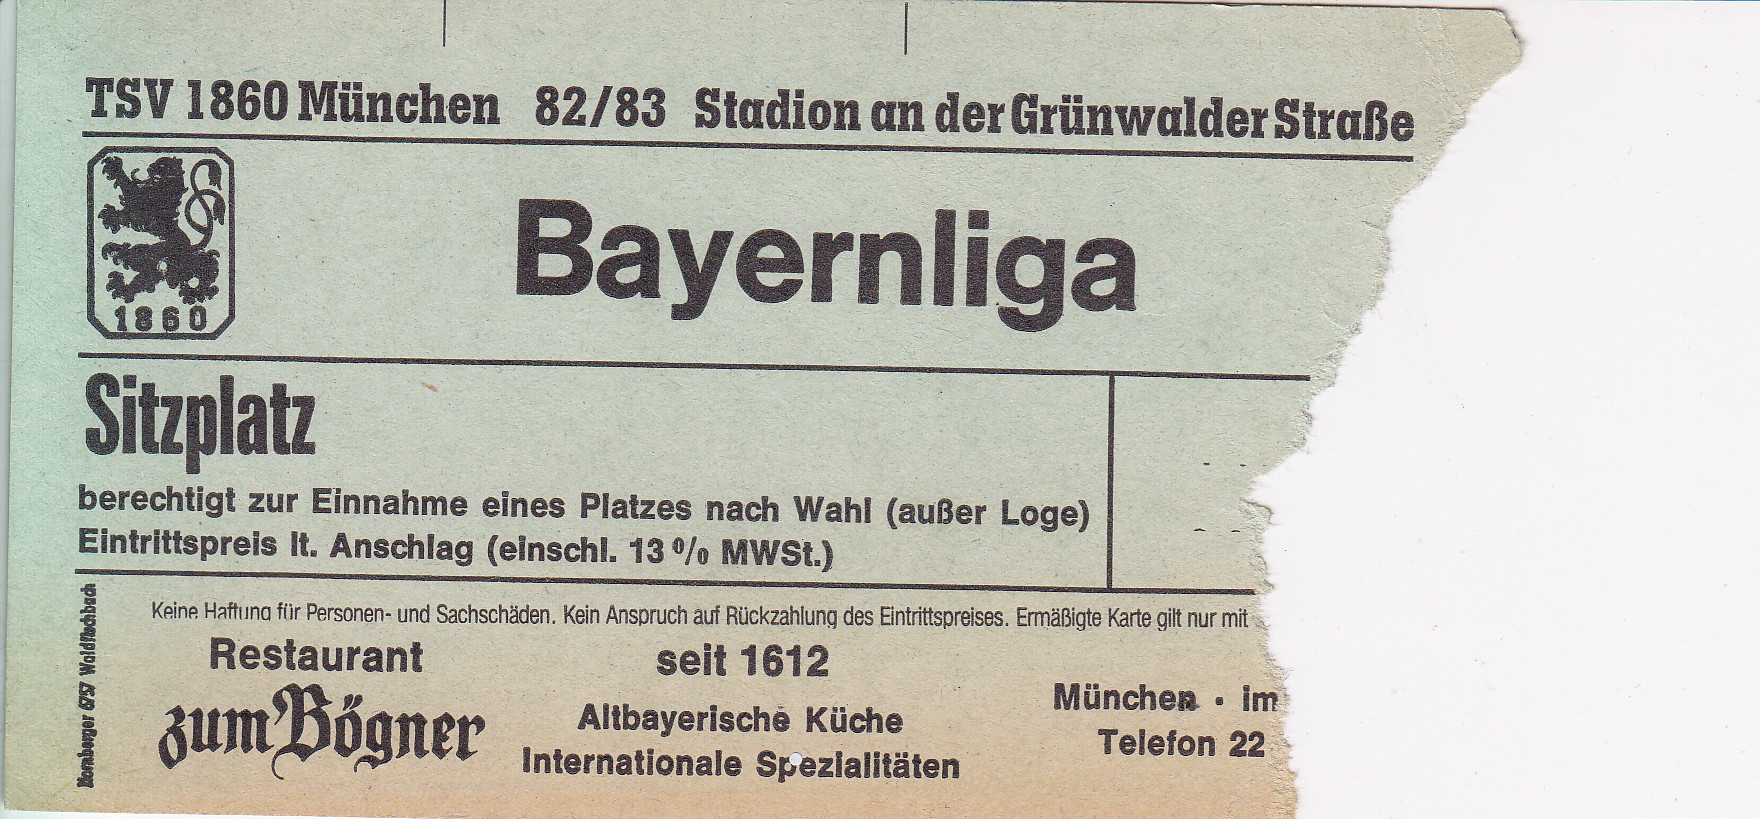 TSV 1860 München 82/83 Stadion an der Grünwalder Straße
1860
Bayernliga
Sitzplatz
berechtigt zur Einnahme eines Platzes nach Wahl (außer Loge)
Eintrittspreis lt. Anschlag (einschl. 13% MWSt.)
Keine Haftung für Personen- und Sachschäden. Kein Anspruch auf Rückzahlung des Eintrittspreises. Ermäßigte Karte gilt nur mit
Restaurant
zum Bögner
seit 1612
Altbayerische Küche
Internationale Spezialitäten
München · im
Telefon 22
6757 Waldfischbach